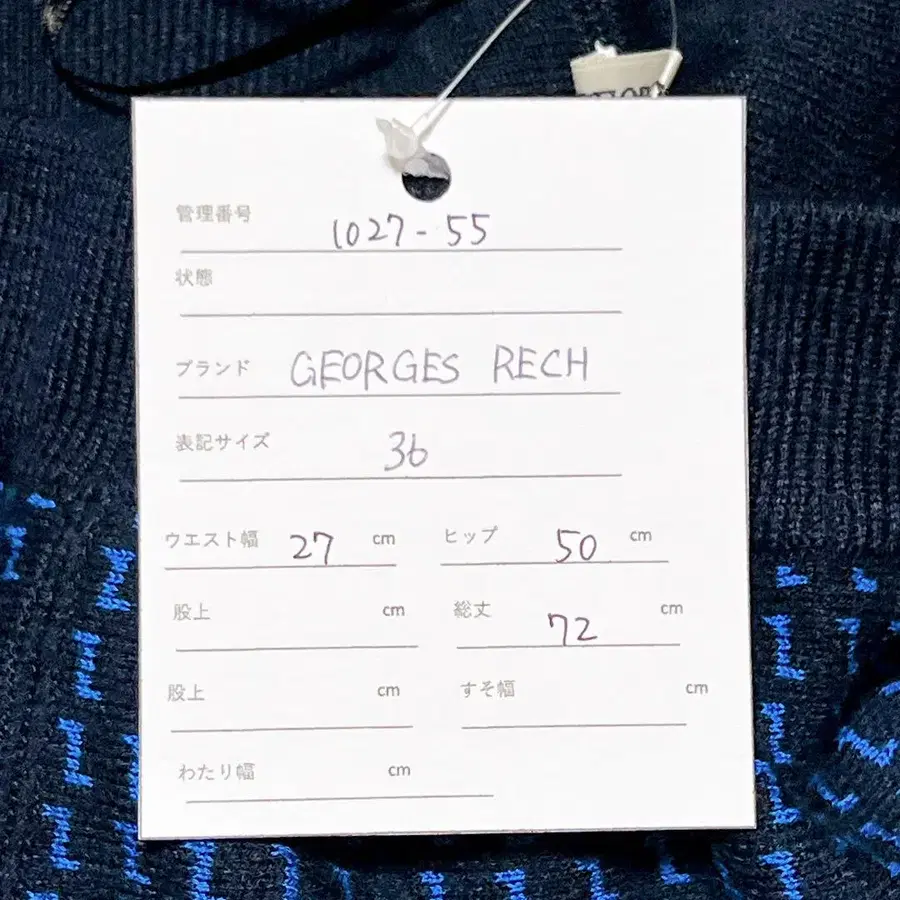 管理番号 1027-55
状態
ブランド GEORGES RECH
表記サイズ 36
ウエスト幅 27 cm ヒップ 50 cm
股上 cm 総丈 72 cm
股上 cm すそ幅 cm
わたり幅 cm